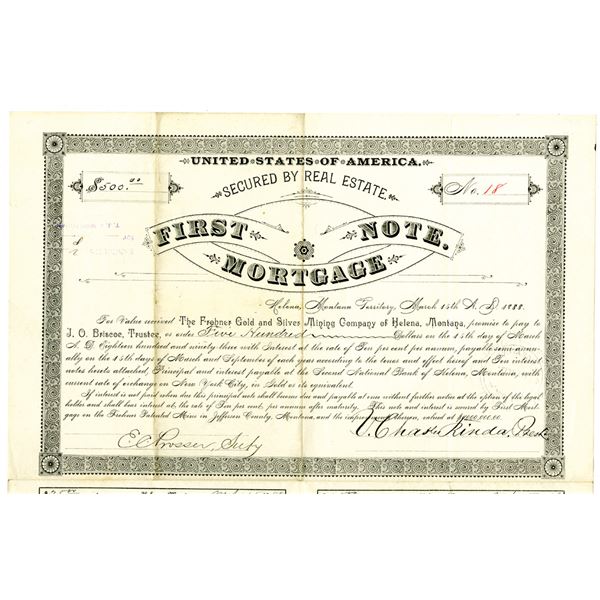 UNITED STATES OF AMERICA.
$500.00
SECURED BY REAL ESTATE.
No. 18
FIRST MORTGAGE NOTE.
Helena, Montana Territory, March 15th A. D. 1888.
For Value received The Frohner Gold and Silver Mining Company of Helena, Montana, promise to pay to
J. O. Briscoe, Trustee, or order Five Hundred Dollars on the 15th day of March
A. D. Eighteen hundred and ninety three with Interest at the rate of Ten per cent per annum, payable semi-annu-
ally on the 15th days of March and September of each year according to the tenor and effect of and Ten interest
notes hereto attached, Principal and interest payable at the Second National Bank of Helena, Montana, with
current rate of exchange on New York City, in Gold or its equivalent.
If interest is not paid when due this principal note shall become due and payable at once without further notice at the option of the legal
holder and shall bear interest at the rate of Ten per cent. per annum after maturity. This note and interest is secured by First Mort-
gage on the Frohner Patented Mine in Jefferson County, Montana, and the improvements thereon, valued at $1,000,000.00.
E C Prosser, Secty